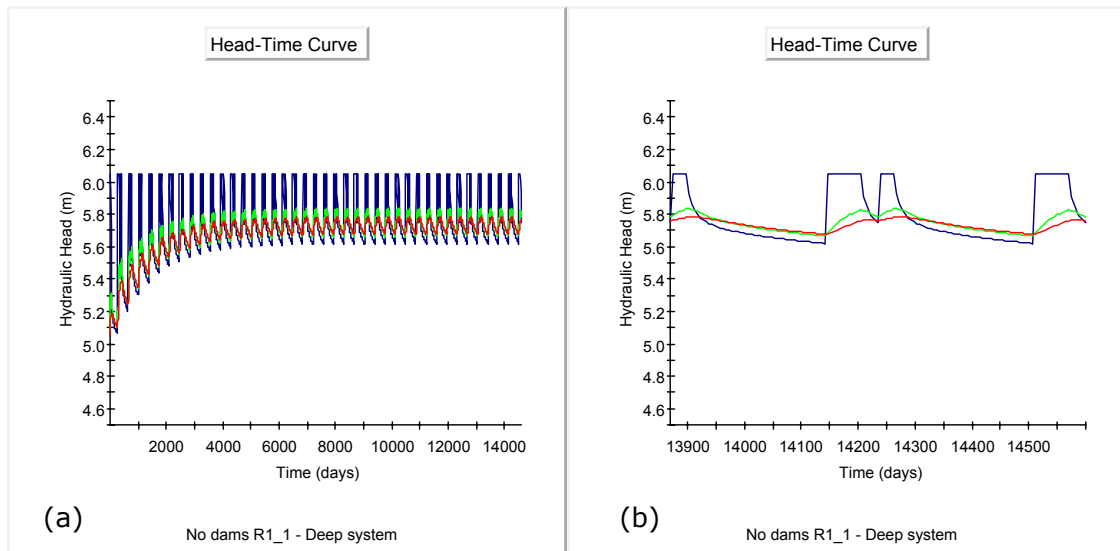 Head-Time Curve
6.4
6.2
6.0
5.8
5.6
5.4
5.2
5.0
4.8
4.6
Hydraulic Head (m)
2000 4000 6000 8000 10000 12000 14000
Time (days)
(a)
No dams R1_1 - Deep system
Head-Time Curve
6.4
6.2
6.0
5.8
5.6
5.4
5.2
5.0
4.8
4.6
Hydraulic Head (m)
13900 14000 14100 14200 14300 14400 14500
Time (days)
(b)
No dams R1_1 - Deep system